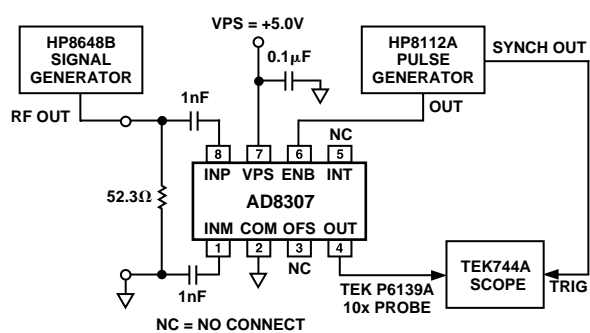 HP8648B
SIGNAL
GENERATOR
VPS = +5.0V
0.1μF
HP8112A
PULSE
GENERATOR
SYNCH OUT
OUT
RF OUT
1nF
NC
8
7
6
5
INP
VPS
ENB
INT
AD8307
52.3Ω
INM
COM
OFS
OUT
1
2
3
4
NC
1nF
TEK P6139A
10x PROBE
TEK744A
SCOPE
TRIG
NC = NO CONNECT